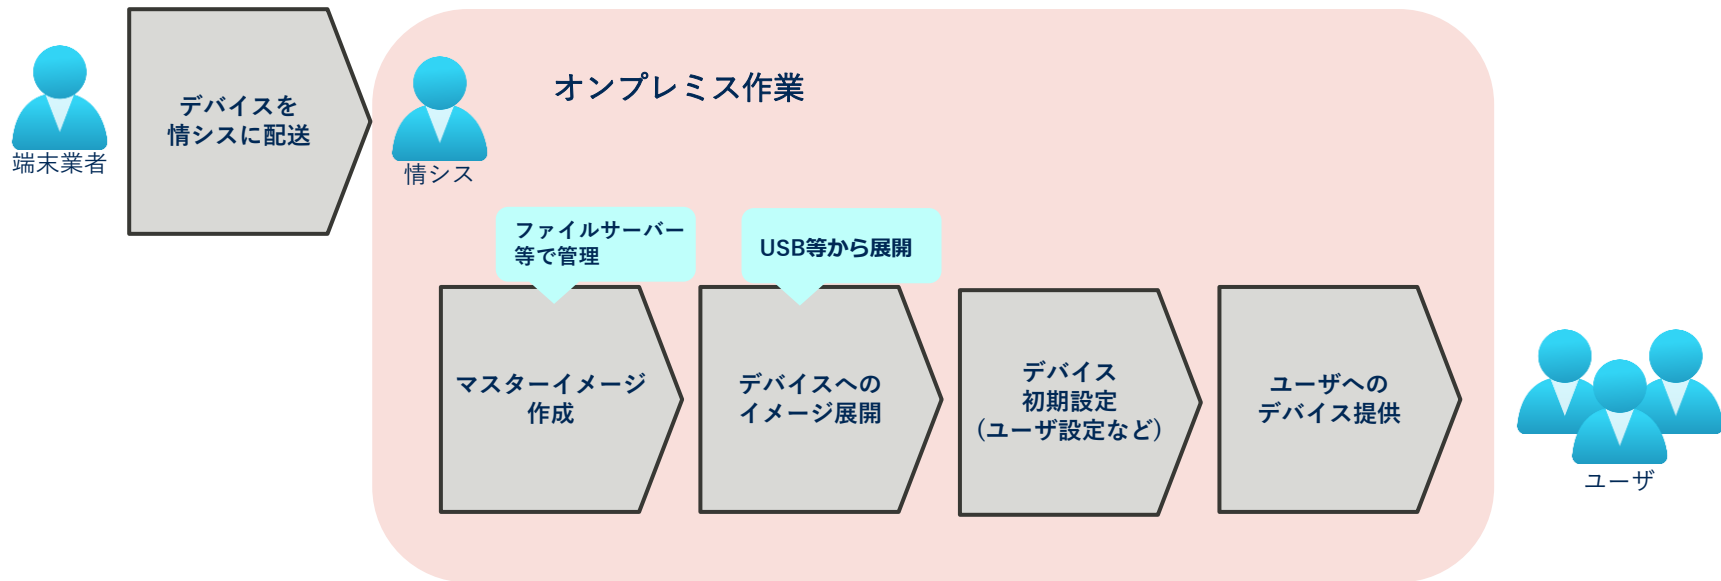 端末業者
デバイスを
情シスに配送
情シス
オンプレミス作業
ファイルサーバー
等で管理
USB等から展開
マスターイメージ
作成
デバイスへの
イメージ展開
デバイス
初期設定
(ユーザ設定など)
ユーザへの
デバイス提供
ユーザ